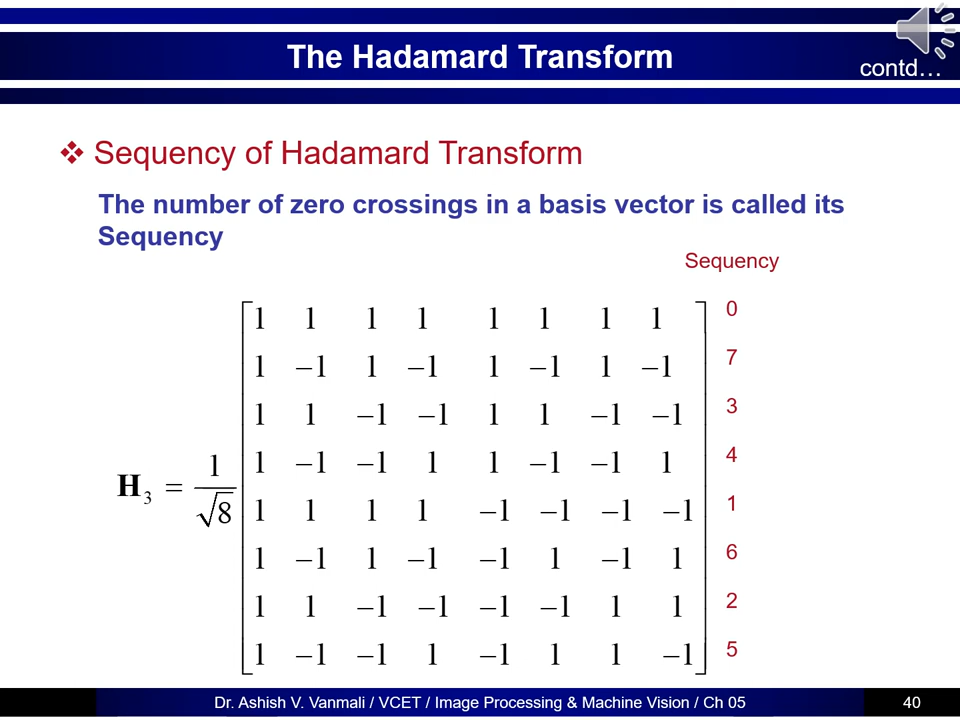 The Hadamard Transform
contd…
❖ Sequency of Hadamard Transform
The number of zero crossings in a basis vector is called its
Sequency
Sequency
1 1 1 1 1 1 1 1 0
1 –1 1 –1 1 –1 1 –1 7
1 1 –1 –1 1 1 –1 –1 3
1 –1 –1 1 1 –1 –1 1 4
H₃ = 1/√8
1 1 1 1 –1 –1 –1 –1 1
1 –1 1 –1 –1 1 –1 1 6
1 1 –1 –1 –1 –1 1 1 2
1 –1 –1 1 –1 1 1 –1 5
Dr. Ashish V. Vanmali / VCET / Image Processing & Machine Vision / Ch 05
40